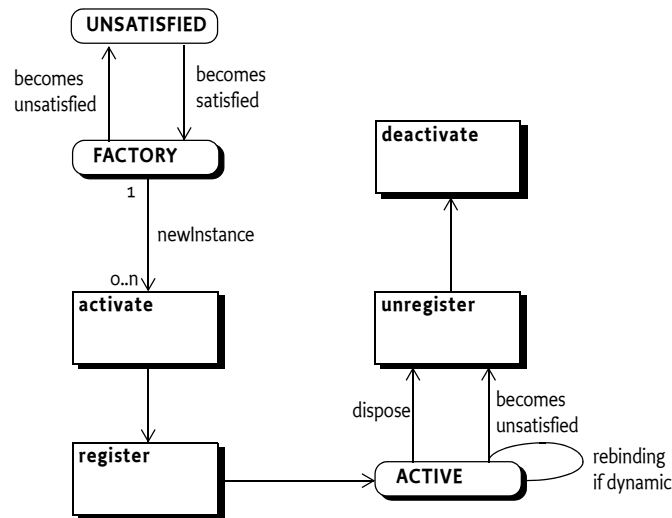 UNSATISFIED
becomes
unsatisfied
becomes
satisfied
FACTORY
1
newInstance
0..n
activate
register
deactivate
unregister
dispose
becomes
unsatisfied
ACTIVE
rebinding
if dynamic